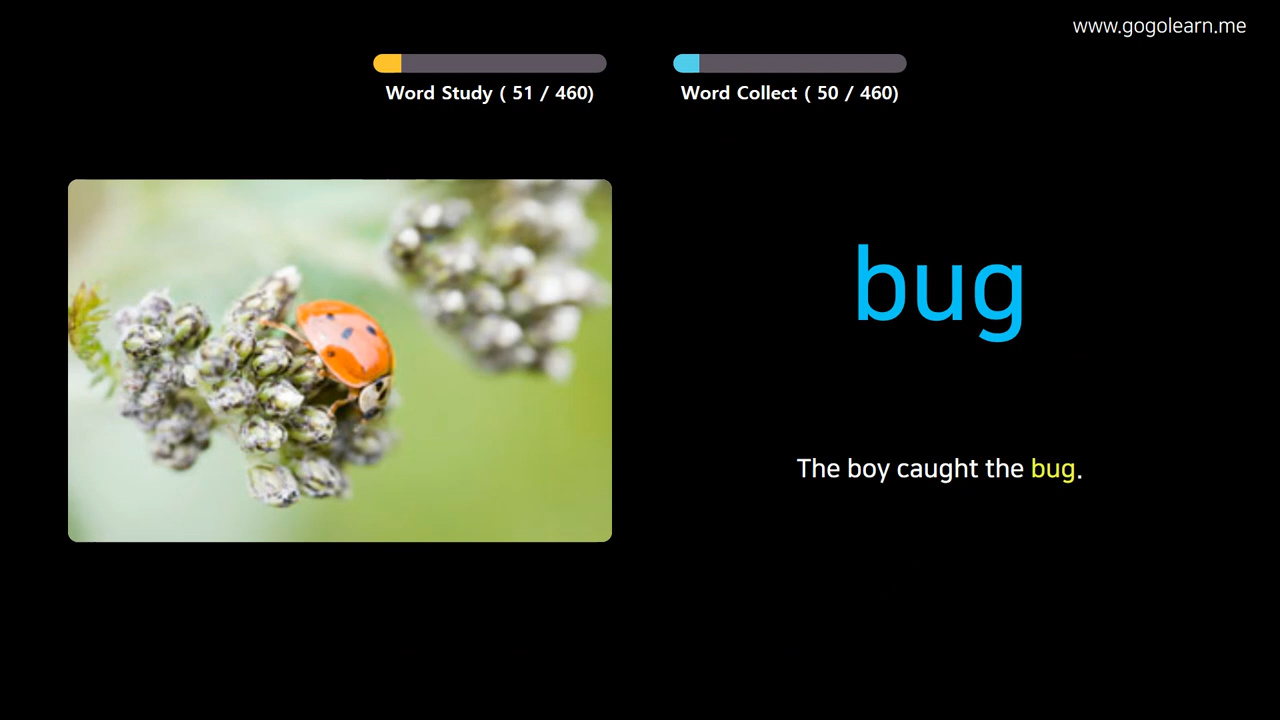 www.gogolearn.me
Word Study ( 51 / 460)
Word Collect ( 50 / 460)
bug
The boy caught the bug.